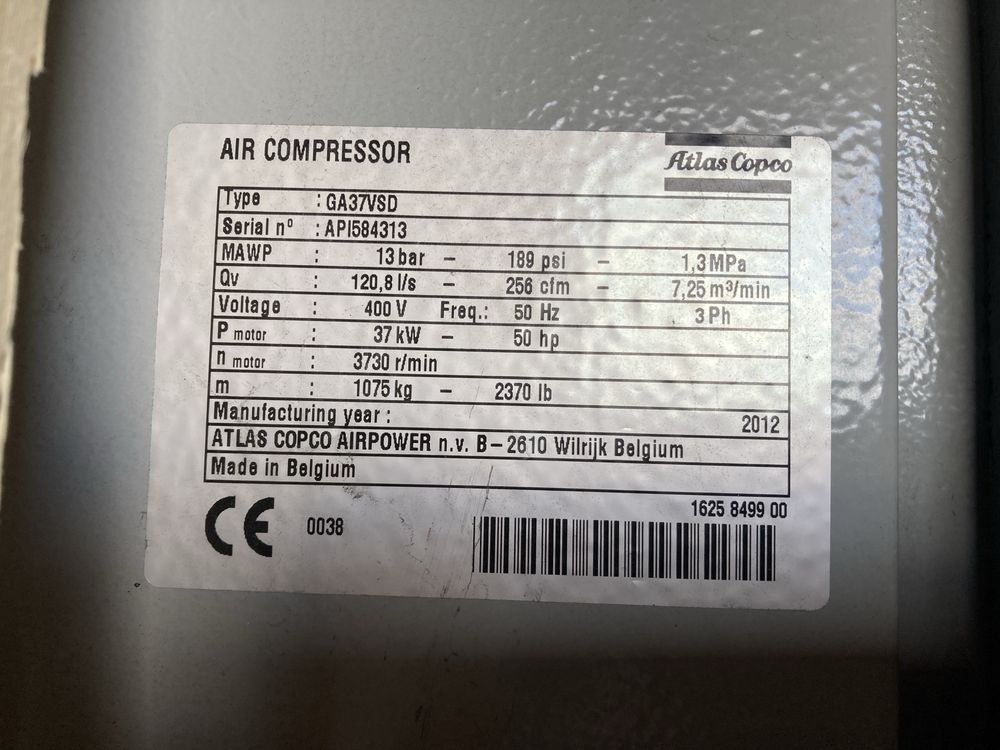 AIR COMPRESSOR
Atlas Copco
Type : GA37VSD
Serial nº : API584313
MAWP : 13 bar – 189 psi – 1,3 MPa
Qv : 120,8 l/s – 256 cfm – 7,25 m³/min
Voltage : 400 V Freq.: 50 Hz 3 Ph
P motor : 37 kW – 50 hp
n motor : 3730 r/min
m : 1075 kg – 2370 lb
Manufacturing year : 2012
ATLAS COPCO AIRPOWER n.v. B – 2610 Wilrijk Belgium
Made in Belgium
1625 8499 00
CE 0038